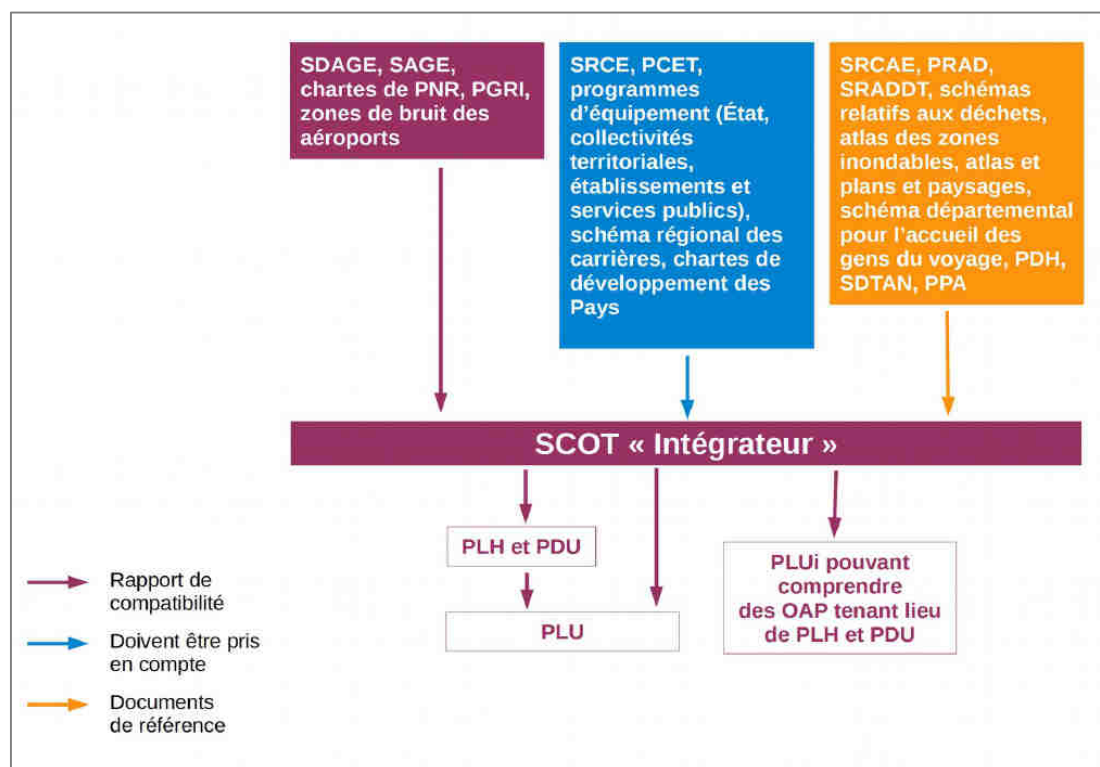 SDAGE, SAGE,
chartes de PNR, PGRI,
zones de bruit des
aéroports
SRCE, PCET,
programmes
d'équipement (État,
collectivités
territoriales,
établissements et
services publics),
schéma régional des
carrières, chartes de
développement des
Pays
SRCAE, PRAD,
SRADDT, schémas
relatifs aux déchets,
atlas des zones
inondables, atlas et
plans et paysages,
schéma départemental
pour l'accueil des
gens du voyage, PDH,
SDTAN, PPA
SCOT « Intégrateur »
PLH et PDU
PLU
PLUi pouvant
comprendre
des OAP tenant lieu
de PLH et PDU
Rapport de
compatibilité
Doivent être pris
en compte
Documents
de référence